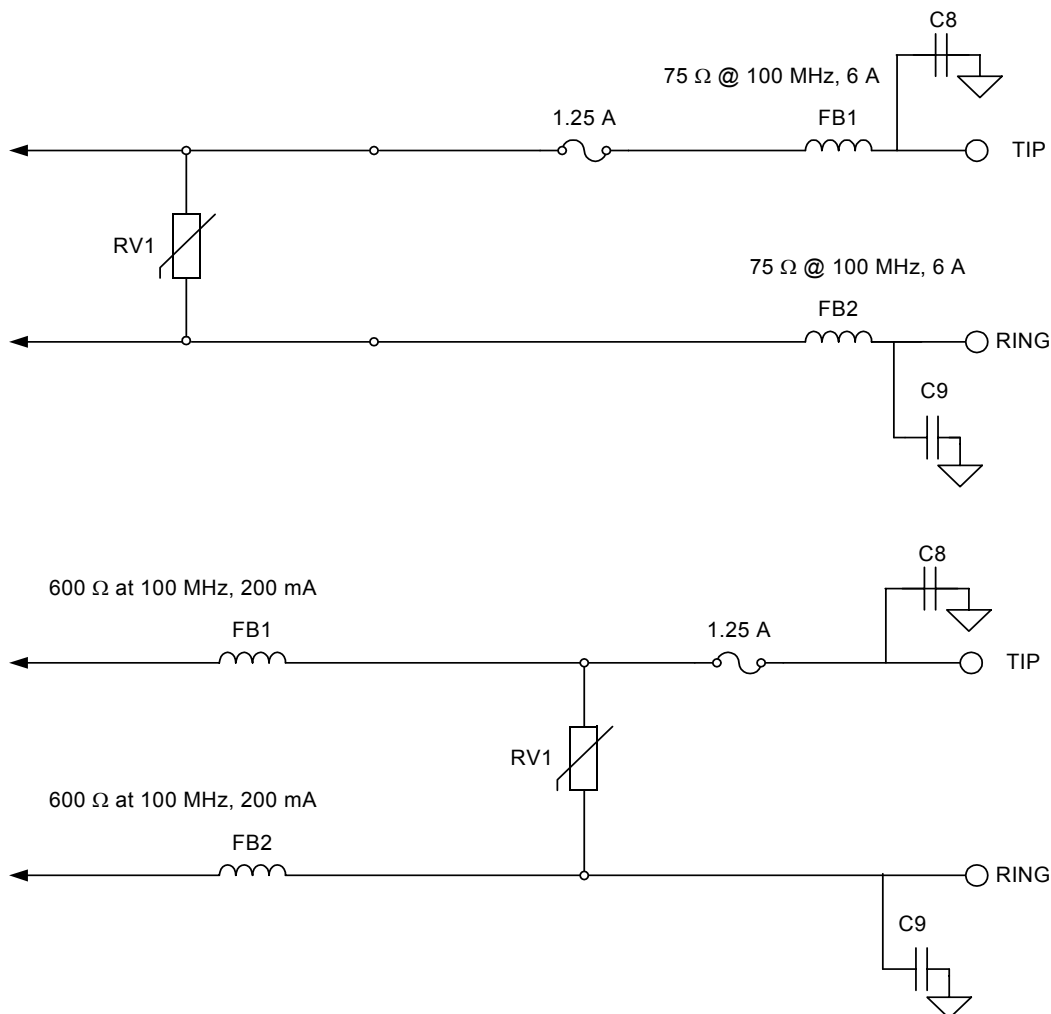 C8
75 Ω @ 100 MHz, 6 A
1.25 A
FB1
TIP
RV1
75 Ω @ 100 MHz, 6 A
FB2
RING
C9
C8
600 Ω at 100 MHz, 200 mA
FB1
1.25 A
TIP
RV1
600 Ω at 100 MHz, 200 mA
FB2
RING
C9